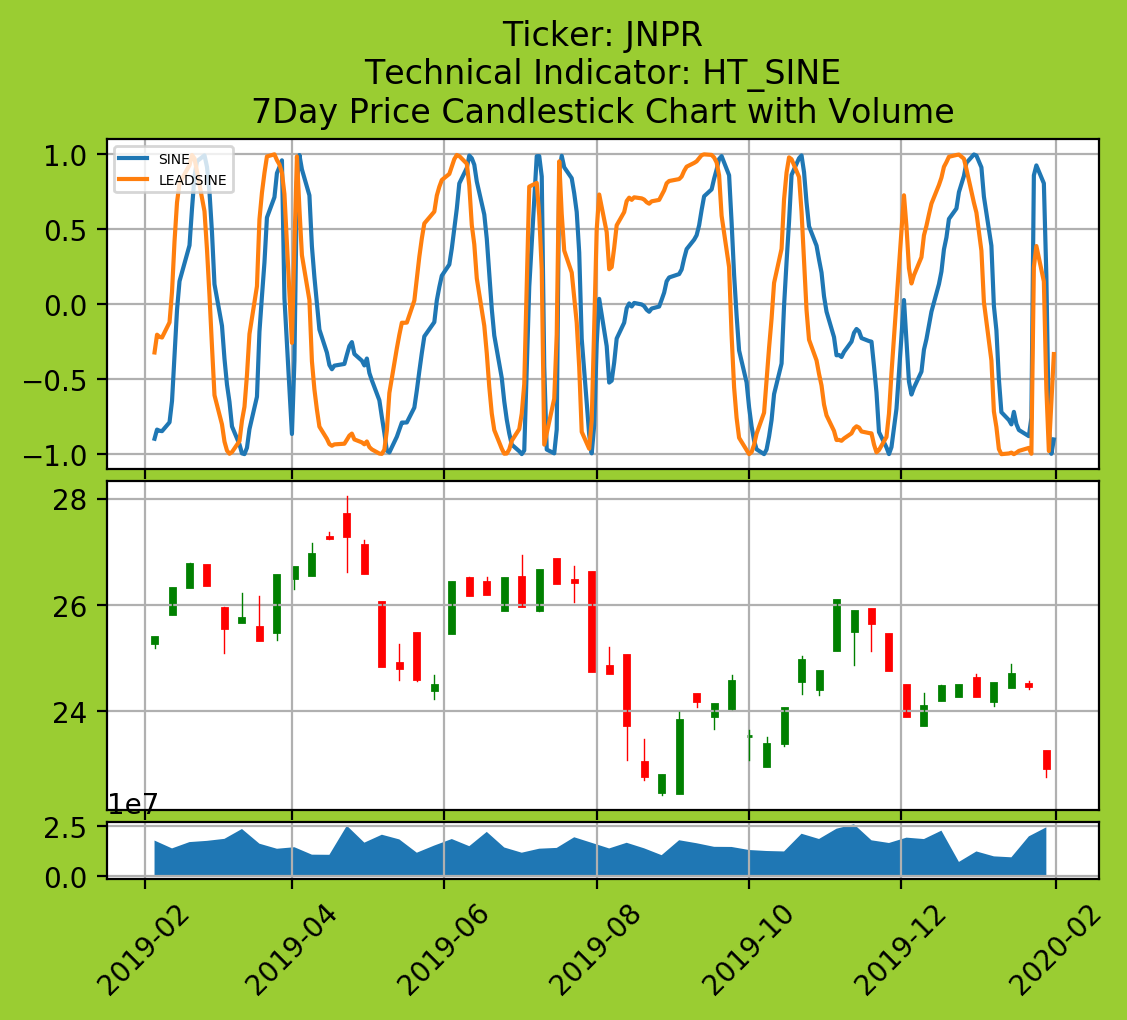 Ticker: JNPR
Technical Indicator: HT_SINE
7Day Price Candlestick Chart with Volume
SINE
LEADSINE
1.0
0.5
0.0
−0.5
−1.0
28
26
24
1e7
2.5
0.0
2019-02
2019-04
2019-06
2019-08
2019-10
2019-12
2020-02